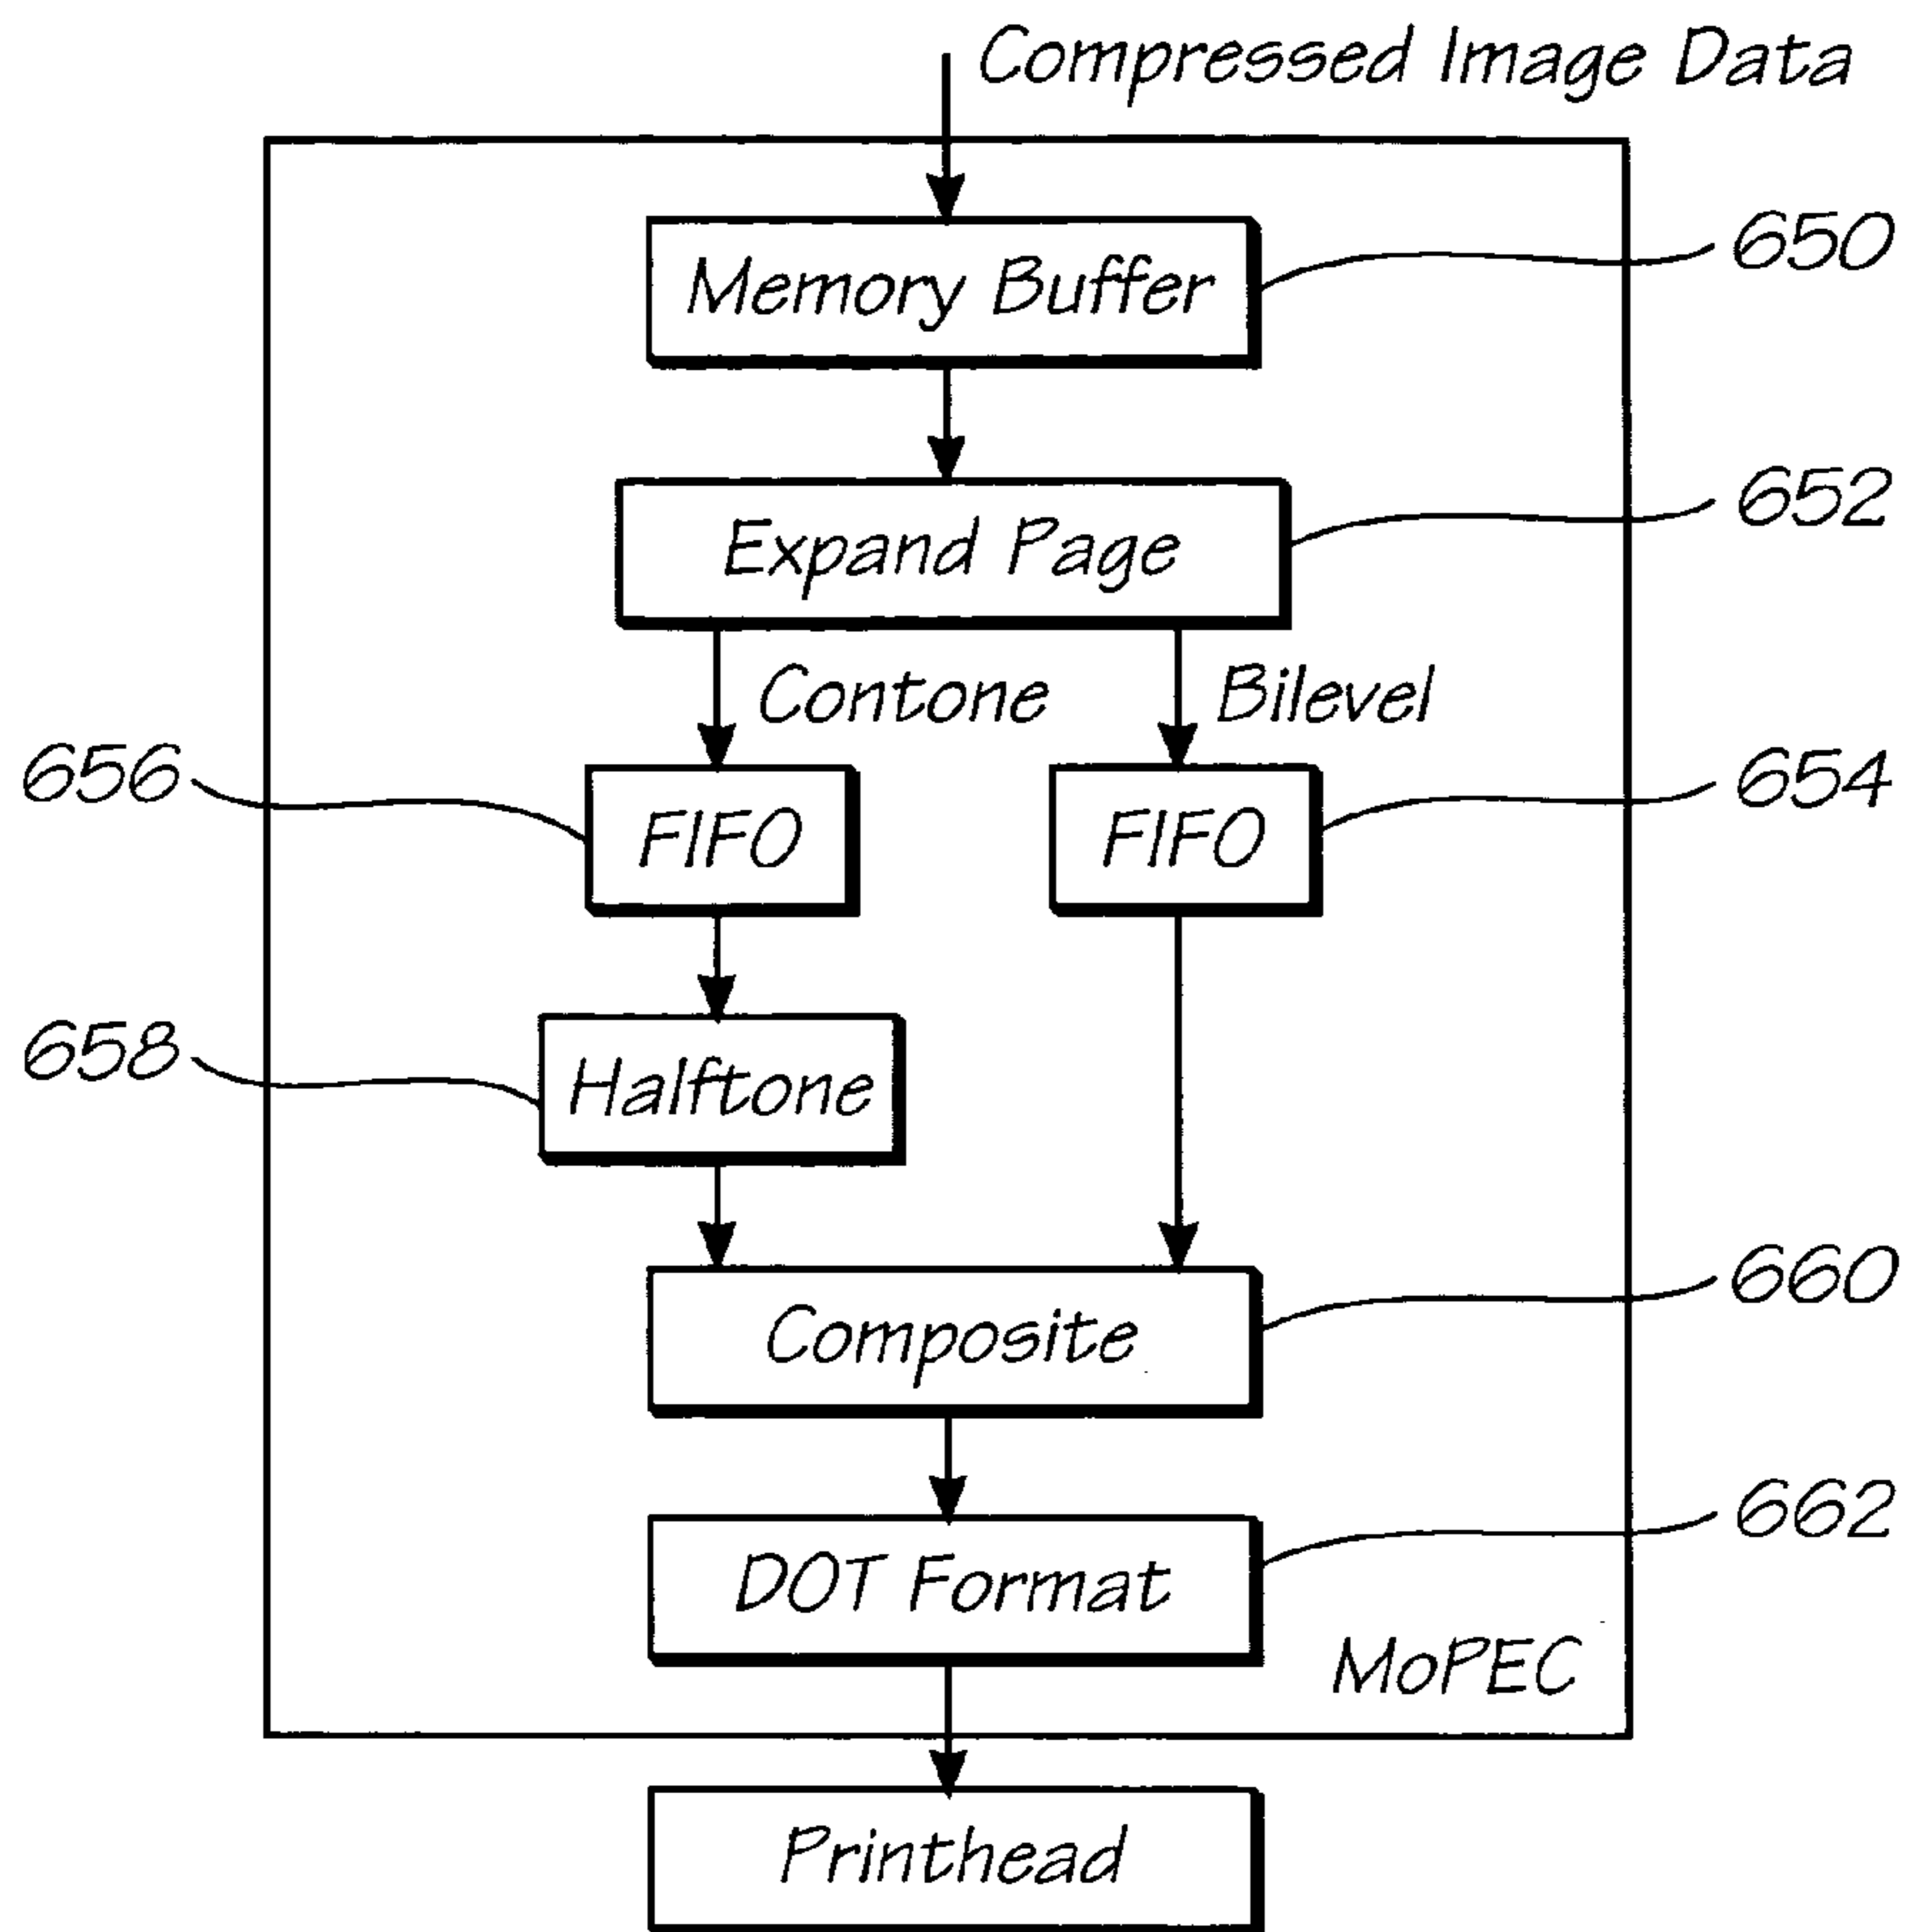 Compressed Image Data
Memory Buffer
650
Expand Page
652
Contone
Bilevel
656
FIFO
FIFO
654
658
Halftone
Composite
660
DOT Format
662
MoPEC
Printhead